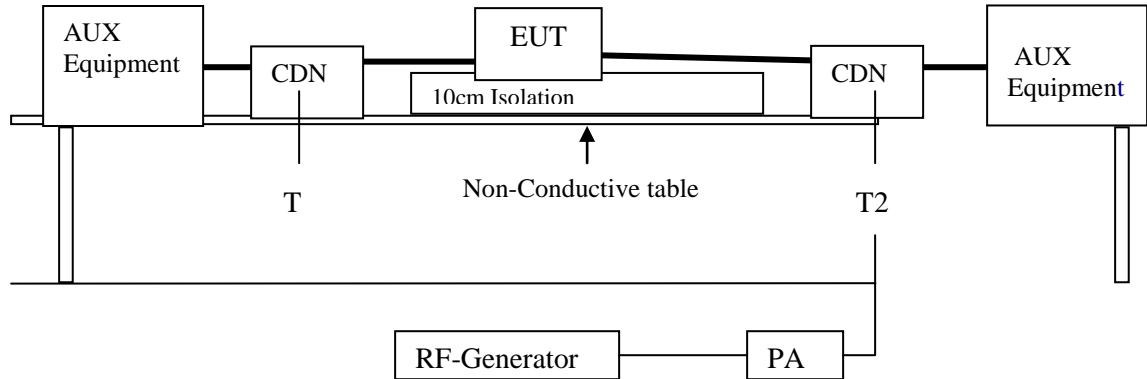 AUX
Equipment
CDN
EUT
CDN
AUX
Equipment
10cm Isolation
Non-Conductive table
T
T2
RF-Generator
PA